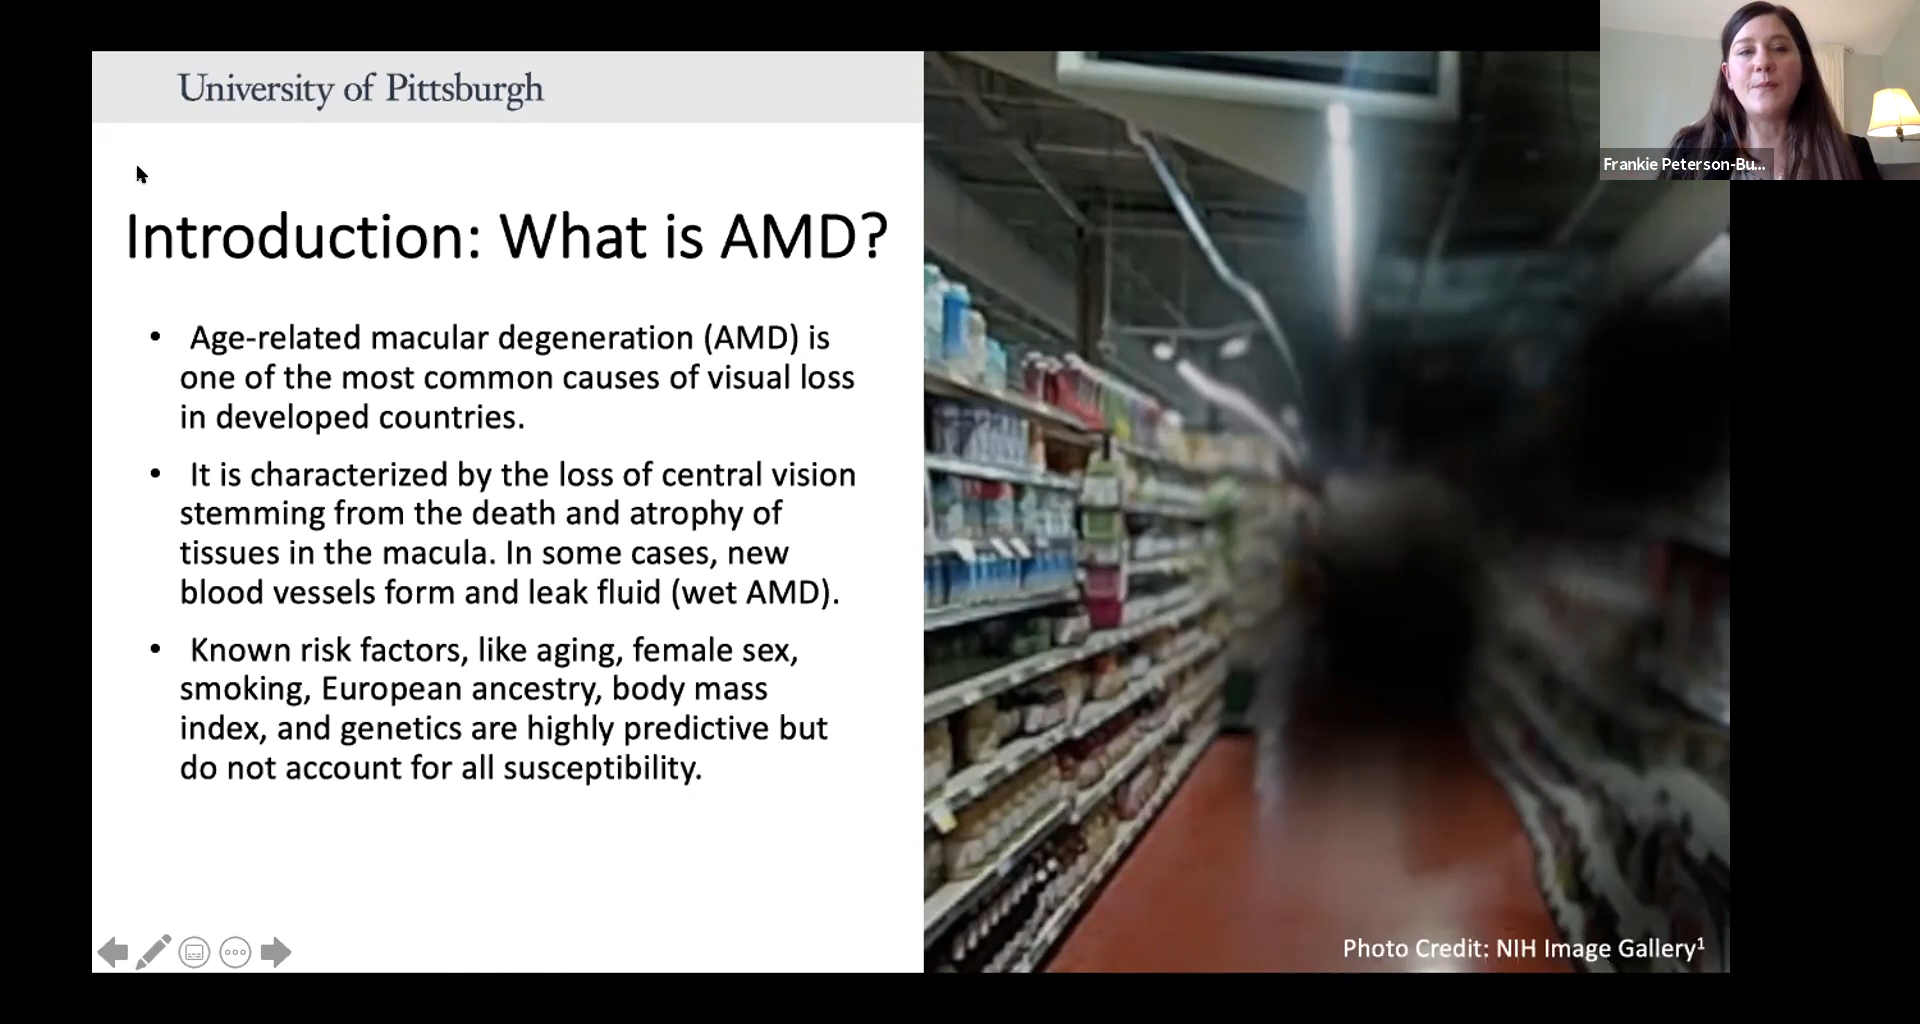 University of Pittsburgh
Introduction: What is AMD?
• Age-related macular degeneration (AMD) is
one of the most common causes of visual loss
in developed countries.
• It is characterized by the loss of central vision
stemming from the death and atrophy of
tissues in the macula. In some cases, new
blood vessels form and leak fluid (wet AMD).
• Known risk factors, like aging, female sex,
smoking, European ancestry, body mass
index, and genetics are highly predictive but
do not account for all susceptibility.
Photo Credit: NIH Image Gallery¹
Frankie Peterson-Bu...